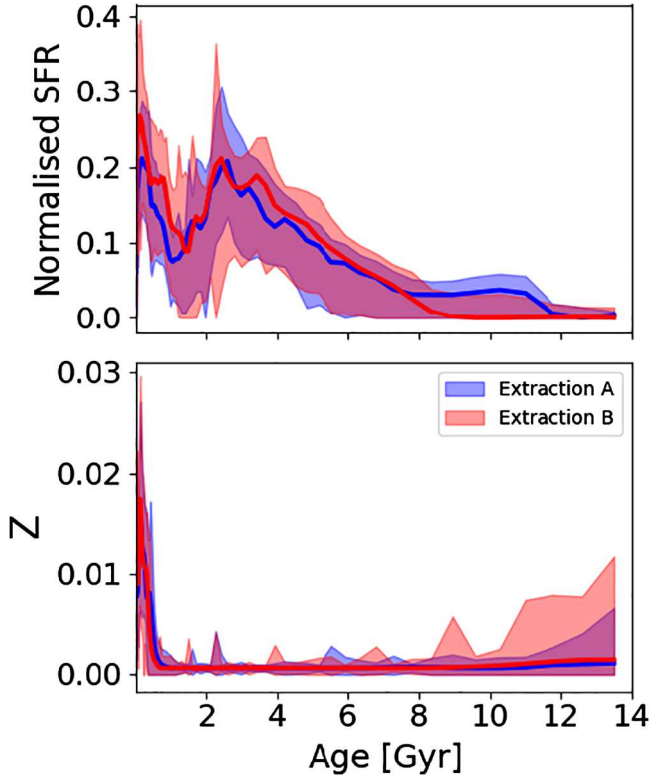 Normalised SFR
0.4
0.3
0.2
0.1
0.0
Z
0.03
0.02
0.01
0.00
Extraction A
Extraction B
2 4 6 8 10 12 14
Age [Gyr]